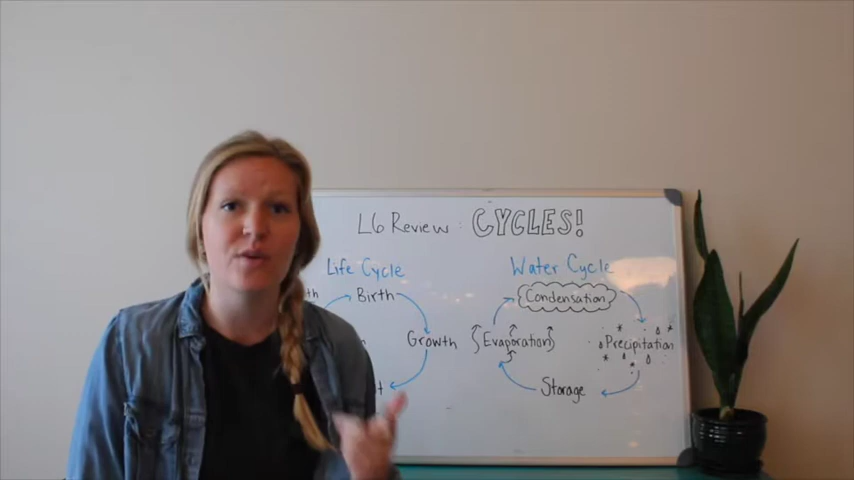 L6 Review: CYCLES!
Life Cycle
Water Cycle
Birth
Condensation
Growth
Evaporation
Precipitation
Storage